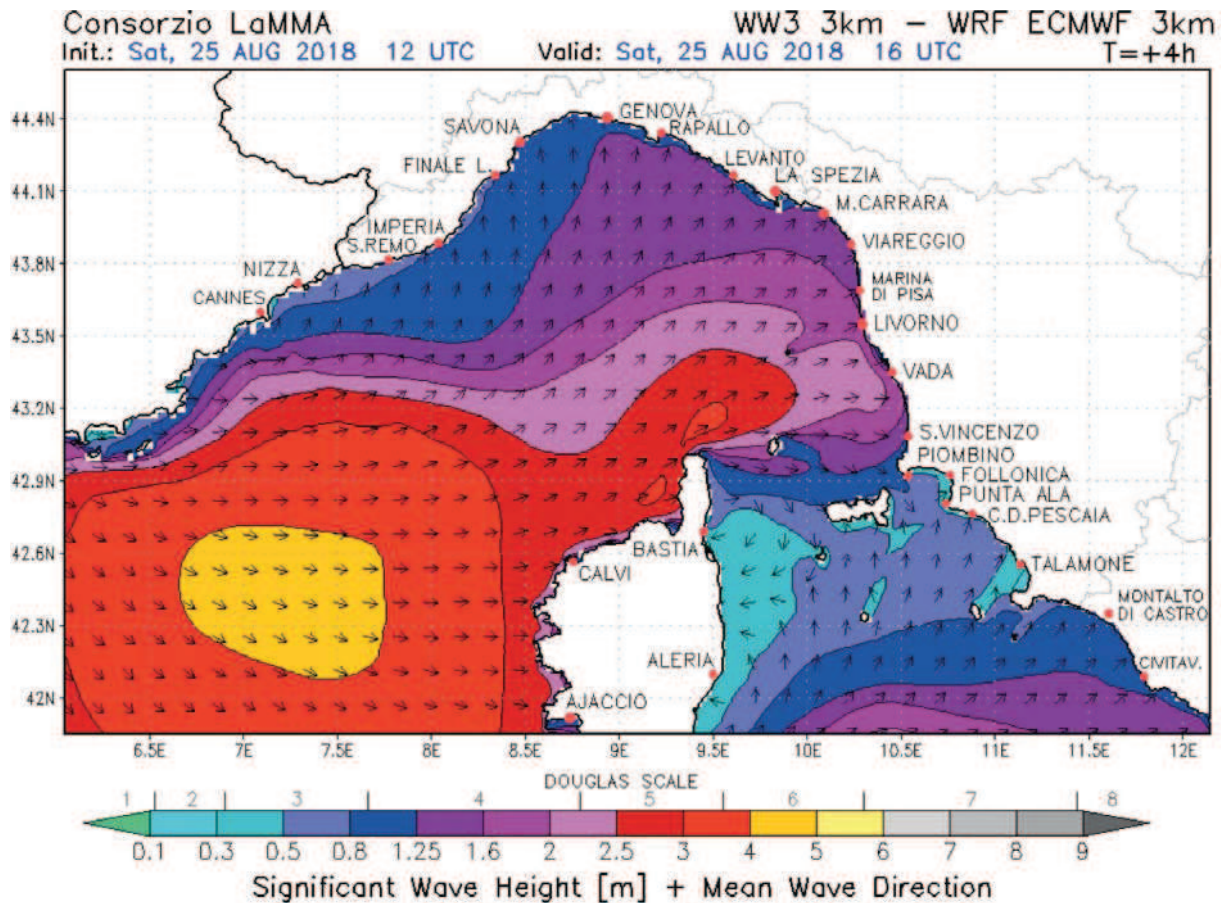 Consorzio LaMMA WW3 3km – WRF ECMWF 3km
Init.: Sat, 25 AUG 2018 12 UTC Valid: Sat, 25 AUG 2018 16 UTC T=+4h
44.4N
44.1N
43.8N
43.5N
43.2N
42.9N
42.6N
42.3N
42N
GENOVA
SAVONA
RAPALLO
FINALE L.
LEVANTO
LA SPEZIA
M.CARRARA
IMPERIA
S.REMO
VIAREGGIO
NIZZA
MARINA
DI PISA
CANNES
LIVORNO
VADA
S.VINCENZO
PIOMBINO
FOLLONICA
PUNTA ALA
C.D.PESCAIA
BASTIA
CALVI
TALAMONE
MONTALTO
DI CASTRO
ALERIA
CIVITAV.
AJACCIO
6.5E 7E 7.5E 8E 8.5E 9E 9.5E 10E 10.5E 11E 11.5E 12E
DOUGLAS SCALE
1 2 3 4 5 6 7 8
0.1 0.3 0.5 0.8 1.25 1.6 2 2.5 3 4 5 6 7 8 9
Significant Wave Height [m] + Mean Wave Direction